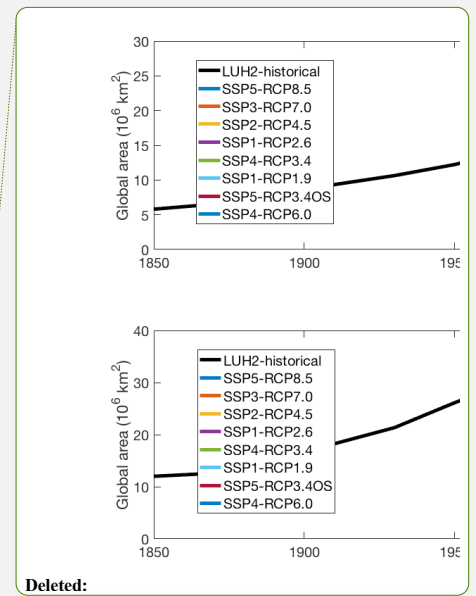 30
25
20
15
10
5
0
Global area (10⁶ km²)
LUH2-historical
SSP5-RCP8.5
SSP3-RCP7.0
SSP2-RCP4.5
SSP1-RCP2.6
SSP4-RCP3.4
SSP1-RCP1.9
SSP5-RCP3.4OS
SSP4-RCP6.0
1850 1900 195
40
30
20
10
0
Global area (10⁶ km²)
LUH2-historical
SSP5-RCP8.5
SSP3-RCP7.0
SSP2-RCP4.5
SSP1-RCP2.6
SSP4-RCP3.4
SSP1-RCP1.9
SSP5-RCP3.4OS
SSP4-RCP6.0
1850 1900 195
Deleted: